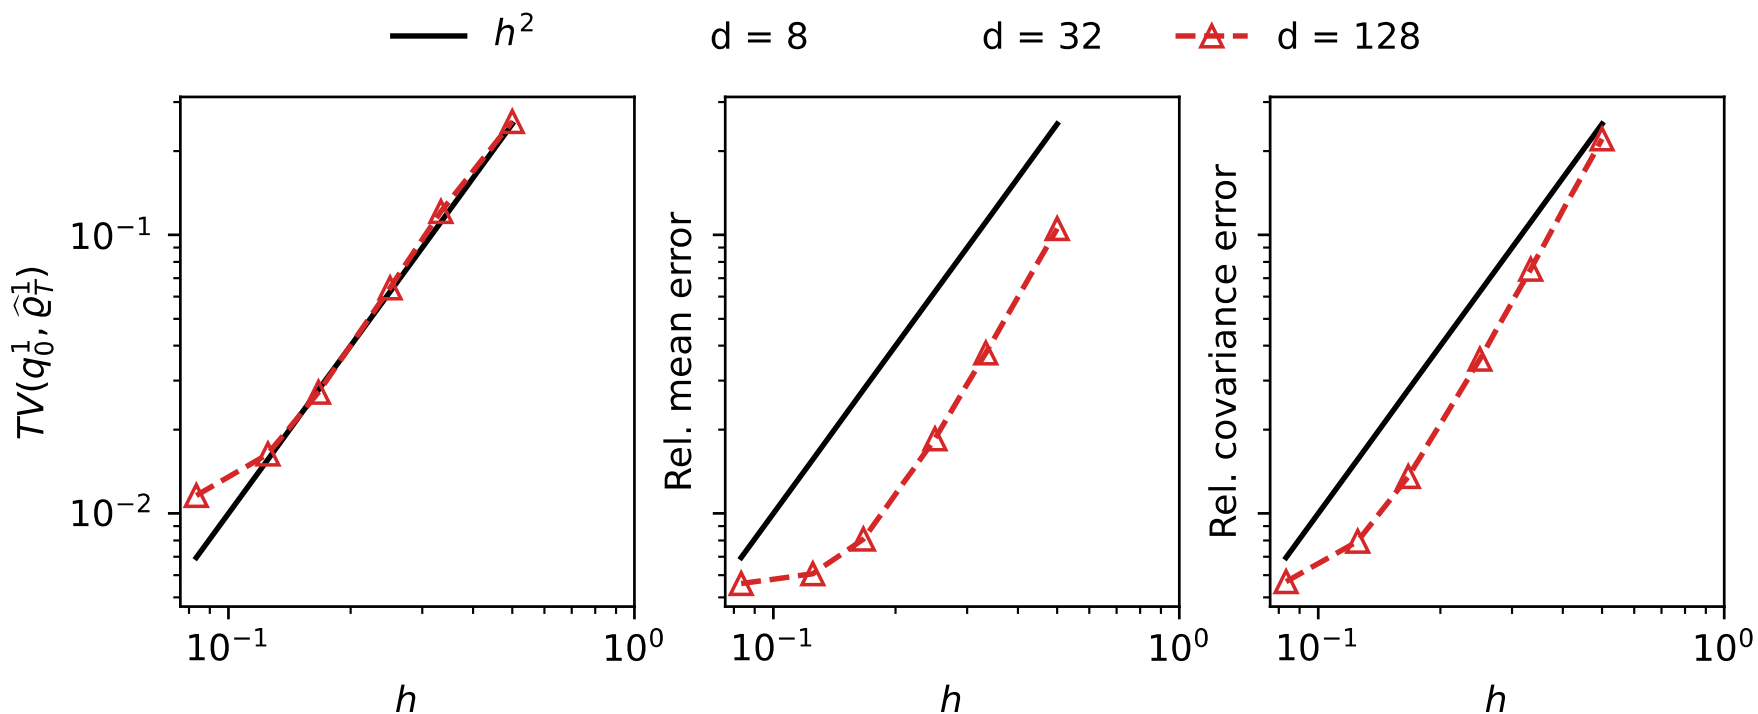 h² d = 8 d = 32 d = 128
TV(q₀¹, ϱ̂_T¹)
10⁻¹
10⁻²
10⁻¹ 10⁰
h
Rel. mean error
10⁻¹ 10⁰
h
Rel. covariance error
10⁻¹ 10⁰
h